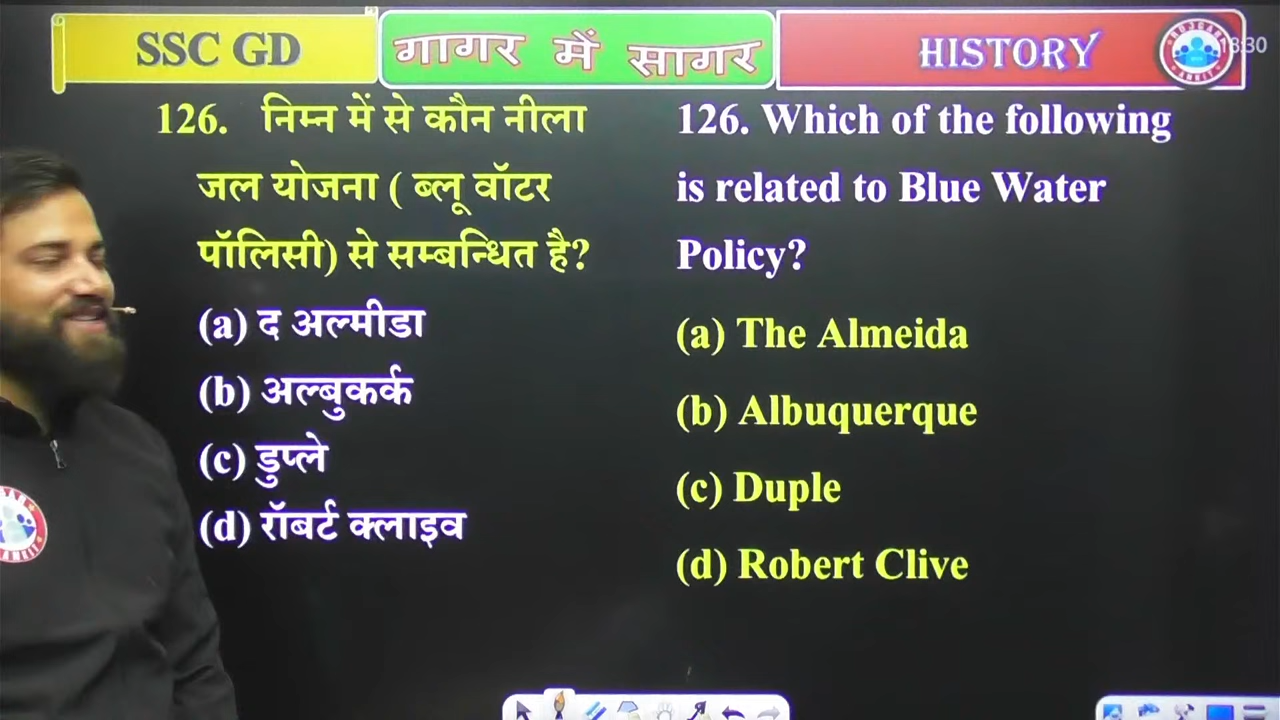 SSC GD
गागर में सागर
HISTORY
126. निम्न में से कौन नीला
जल योजना ( ब्लू वॉटर
पॉलिसी) से सम्बन्धित है?
(a) द अल्मीडा
(b) अल्बुकर्क
(c) डुप्ले
(d) रॉबर्ट क्लाइव
126. Which of the following
is related to Blue Water
Policy?
(a) The Almeida
(b) Albuquerque
(c) Duple
(d) Robert Clive